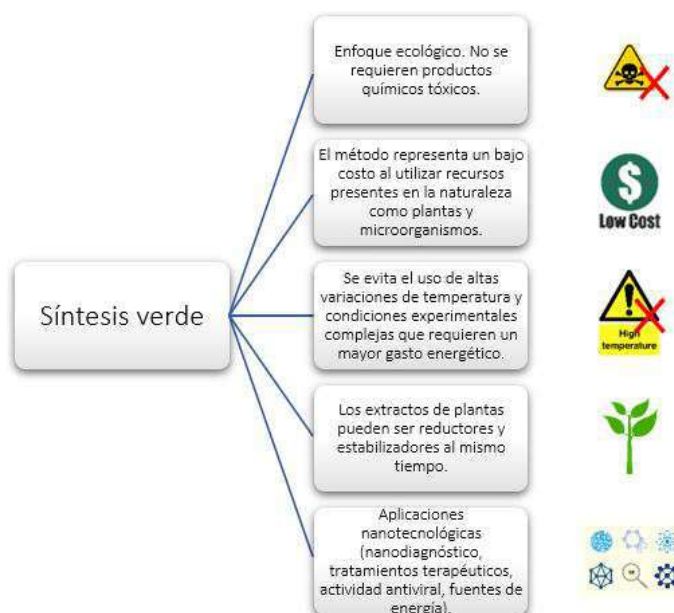 Enfoque ecológico. No se
requieren productos
químicos tóxicos.
El método representa un bajo
costo al utilizar recursos
presentes en la naturaleza
como plantas y
microorganismos.
Low Cost
Síntesis verde
Se evita el uso de altas
variaciones de temperatura y
condiciones experimentales
complejas que requieren un
mayor gasto energético.
High
temperature
Los extractos de plantas
pueden ser reductores y
estabilizadores al mismo
tiempo.
Aplicaciones
nanotecnológicas
(nanodiagnóstico,
tratamientos terapéuticos,
actividad antiviral, fuentes de
energía).